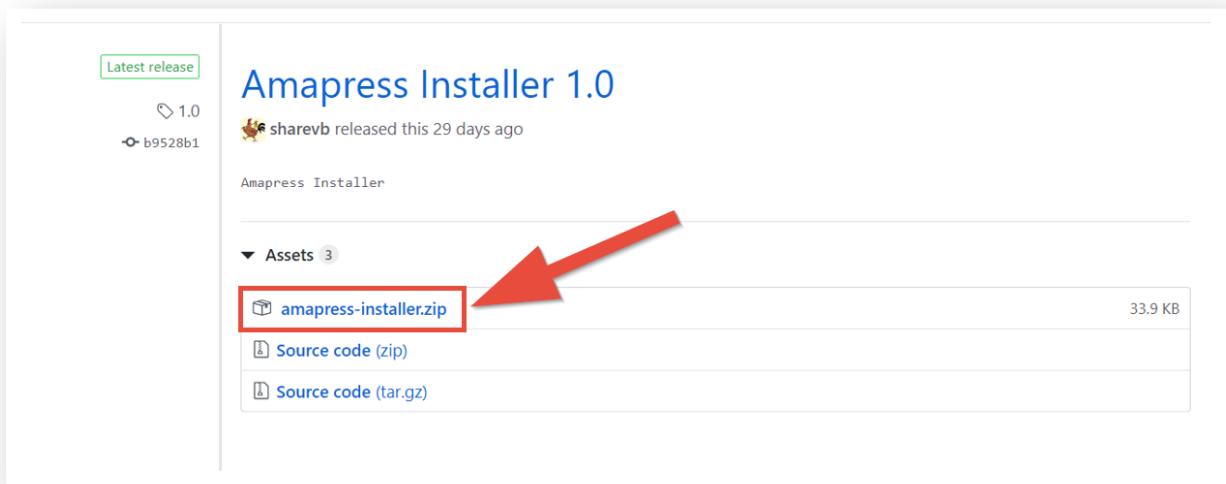 Latest release
1.0
b9528b1
Amapress Installer 1.0
sharevb released this 29 days ago
Amapress Installer
Assets 3
amapress-installer.zip 33.9 KB
Source code (zip)
Source code (tar.gz)